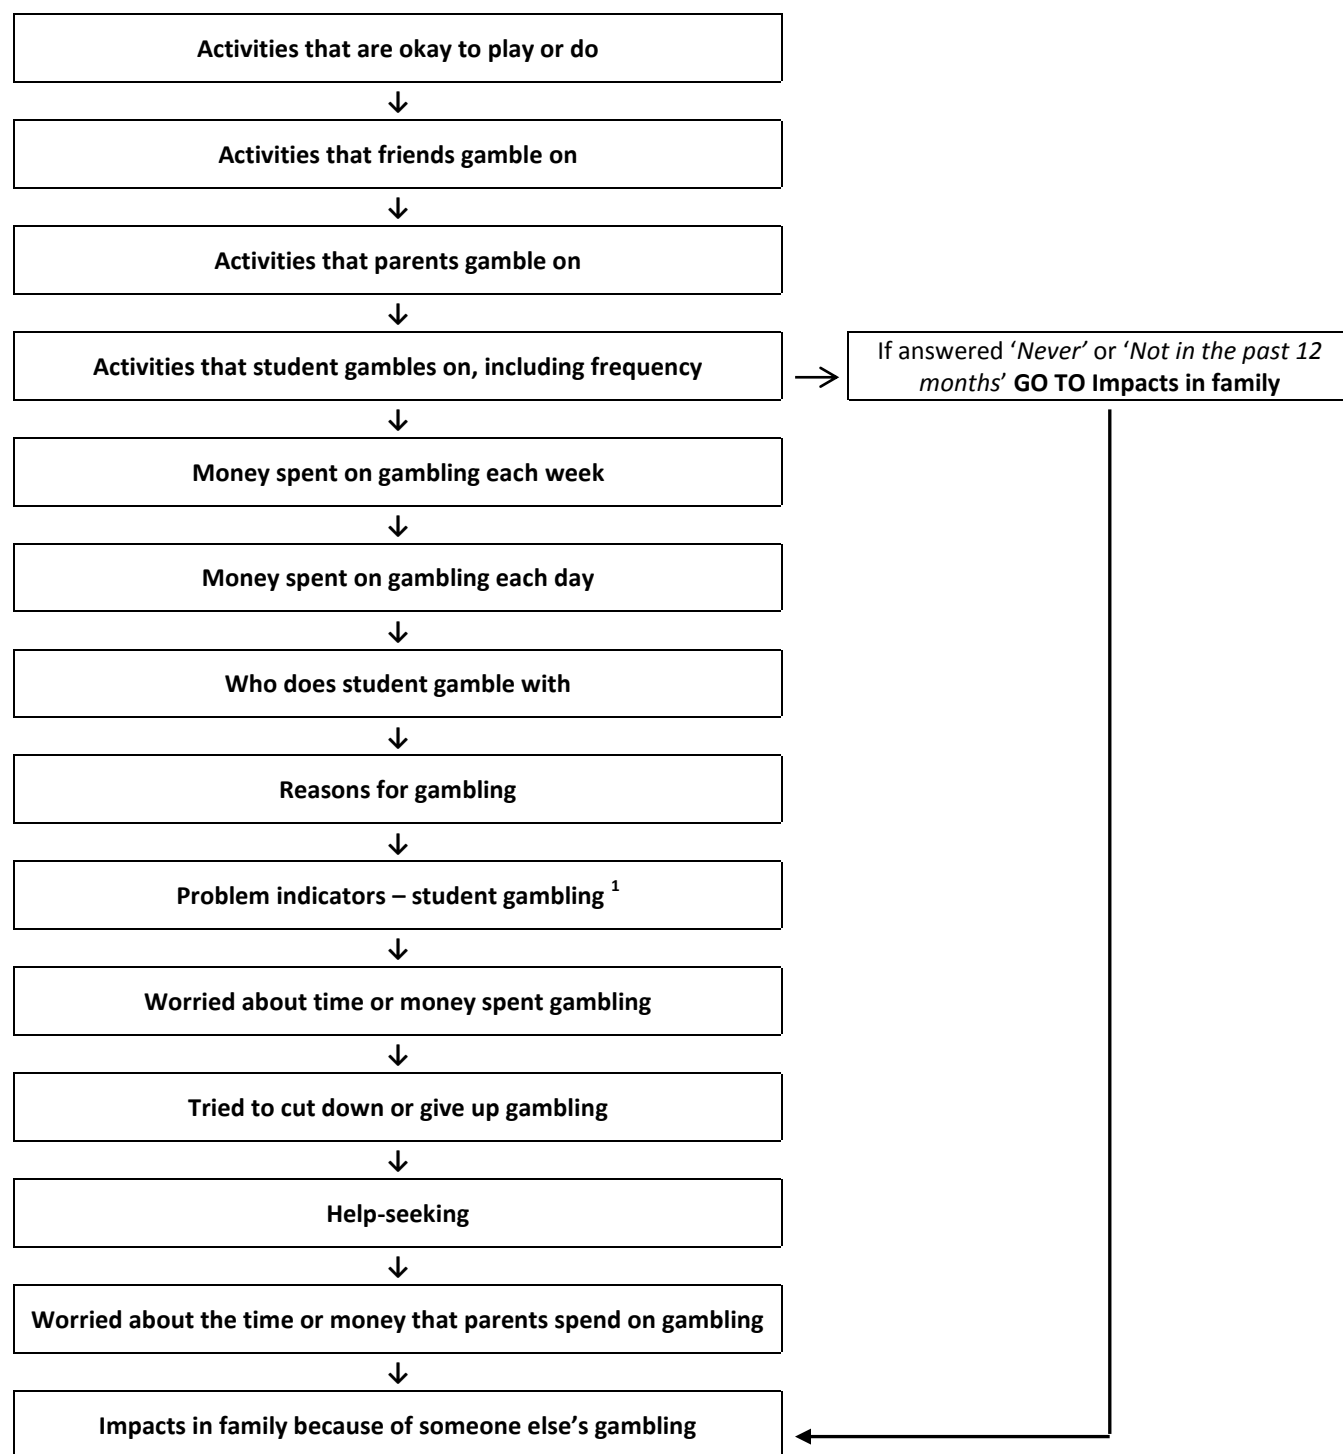 Activities that are okay to play or do
↓
Activities that friends gamble on
↓
Activities that parents gamble on
↓
Activities that student gambles on, including frequency
→
If answered ‘Never’ or ‘Not in the past 12
months’ GO TO Impacts in family
↓
Money spent on gambling each week
↓
Money spent on gambling each day
↓
Who does student gamble with
↓
Reasons for gambling
↓
Problem indicators – student gambling 1
↓
Worried about time or money spent gambling
↓
Tried to cut down or give up gambling
↓
Help-seeking
↓
Worried about the time or money that parents spend on gambling
↓
Impacts in family because of someone else’s gambling